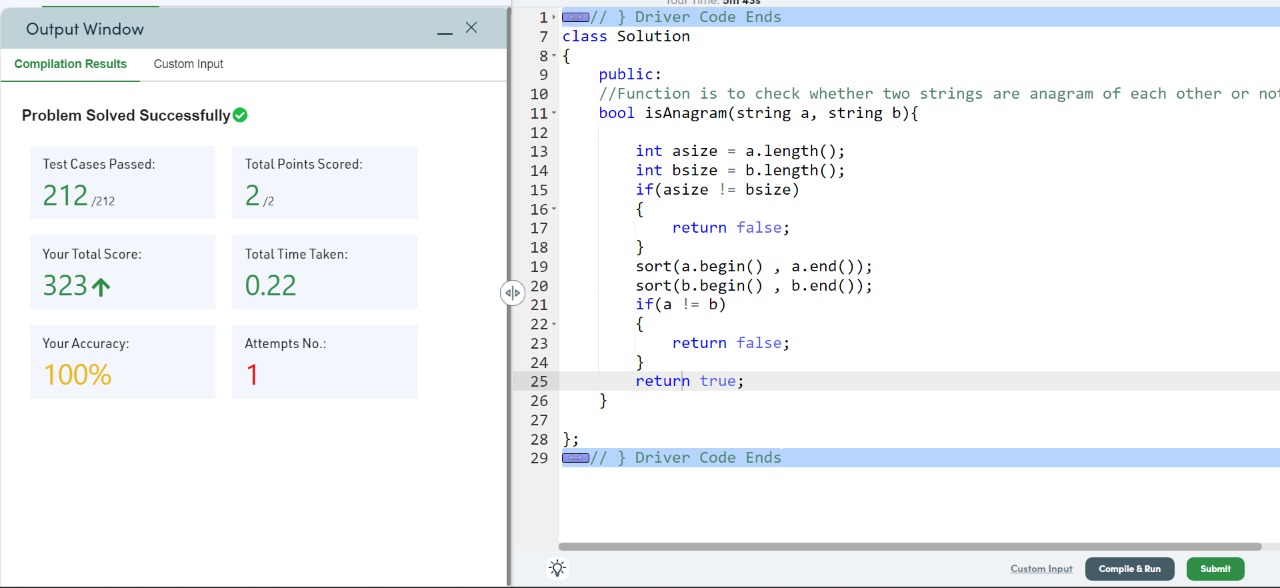 Your Time: 5m 43s
Output Window
Compilation Results Custom Input
Problem Solved Successfully
Test Cases Passed:
212 /212
Total Points Scored:
2 /2
Your Total Score:
323
Total Time Taken:
0.22
Your Accuracy:
100%
Attempts No.:
1
1 // } Driver Code Ends
7 class Solution
8 {
9 public:
10 //Function is to check whether two strings are anagram of each other or not
11 bool isAnagram(string a, string b){
12
13 int asize = a.length();
14 int bsize = b.length();
15 if(asize != bsize)
16 {
17 return false;
18 }
19 sort(a.begin() , a.end());
20 sort(b.begin() , b.end());
21 if(a != b)
22 {
23 return false;
24 }
25 return true;
26 }
27
28 };
29 // } Driver Code Ends
Custom Input Compile & Run Submit